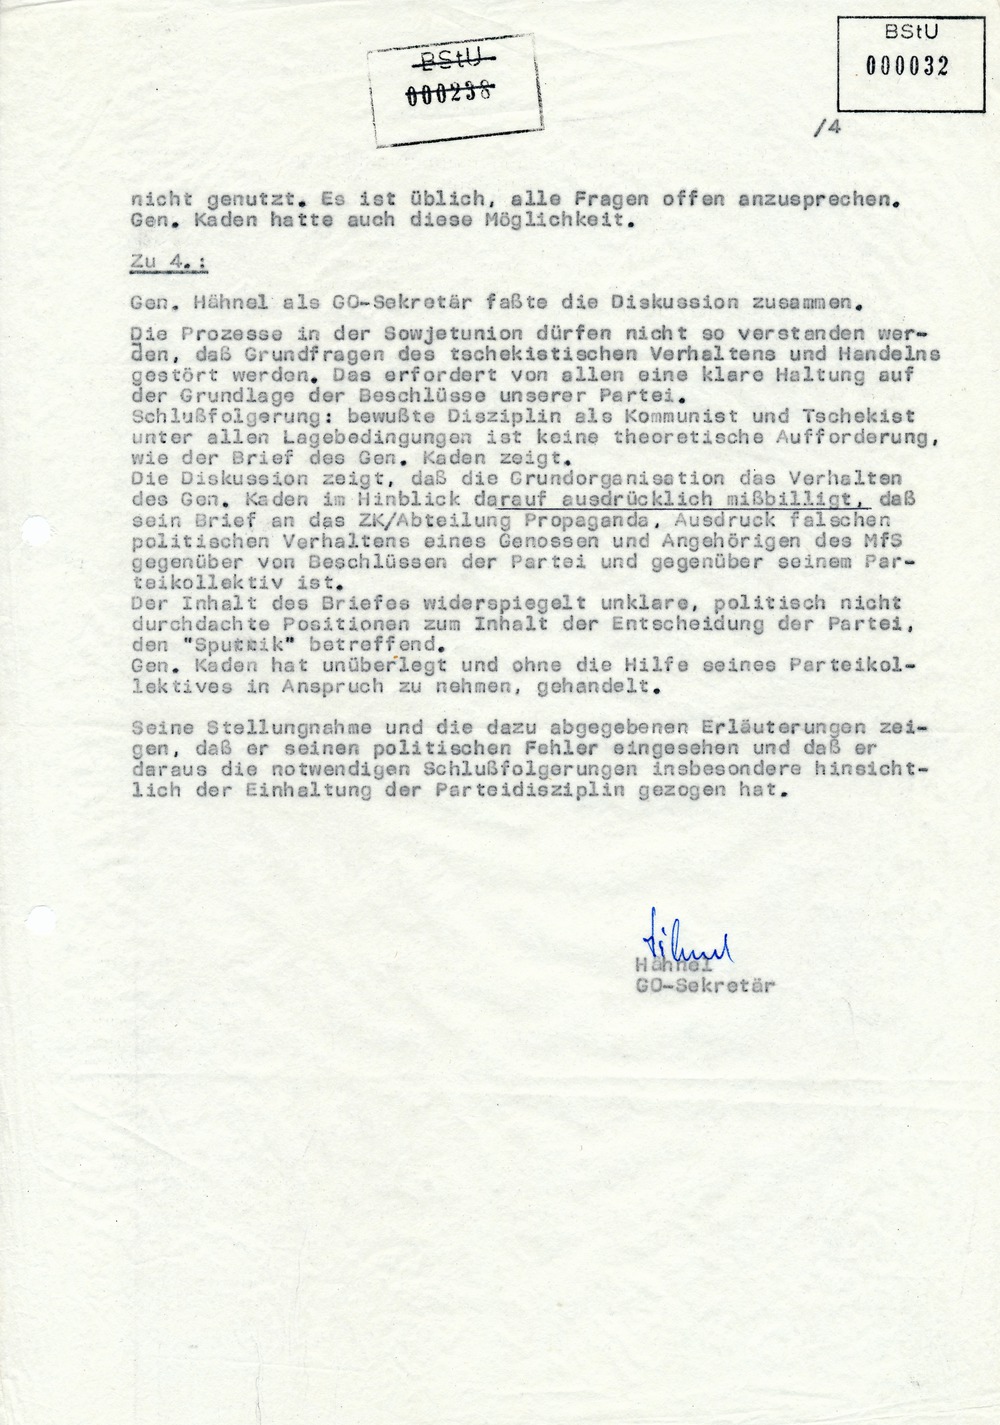 BStU
000238
BStU
000032
/4
nicht genutzt. Es ist üblich, alle Fragen offen anzusprechen.
Gen. Kaden hatte auch diese Möglichkeit.
Zu 4.:
Gen. Hähnel als GO-Sekretär faßte die Diskussion zusammen.
Die Prozesse in der Sowjetunion dürfen nicht so verstanden wer-
den, daß Grundfragen des tschekistischen Verhaltens und Handelns
gestört werden. Das erfordert von allen eine klare Haltung auf
der Grundlage der Beschlüsse unserer Partei.
Schlußfolgerung: bewußte Disziplin als Kommunist und Tschekist
unter allen Lagebedingungen ist keine theoretische Aufforderung,
wie der Brief des Gen. Kaden zeigt.
Die Diskussion zeigt, daß die Grundorganisation das Verhalten
des Gen. Kaden im Hinblick darauf ausdrücklich mißbilligt, daß
sein Brief an das ZK/Abteilung Propaganda, Ausdruck falschen
politischen Verhaltens eines Genossen und Angehörigen des MfS
gegenüber von Beschlüssen der Partei und gegenüber seinem Par-
teikollektiv ist.
Der Inhalt des Briefes widerspiegelt unklare, politisch nicht
durchdachte Positionen zum Inhalt der Entscheidung der Partei,
den "Sputnik" betreffend.
Gen. Kaden hat unüberlegt und ohne die Hilfe seines Parteikol-
lektives in Anspruch zu nehmen, gehandelt.
Seine Stellungnahme und die dazu abgegebenen Erläuterungen zei-
gen, daß er seinen politischen Fehler eingesehen und daß er
daraus die notwendigen Schlußfolgerungen insbesondere hinsicht-
lich der Einhaltung der Parteidisziplin gezogen hat.
Hähnel
Hähnel
GO-Sekretär